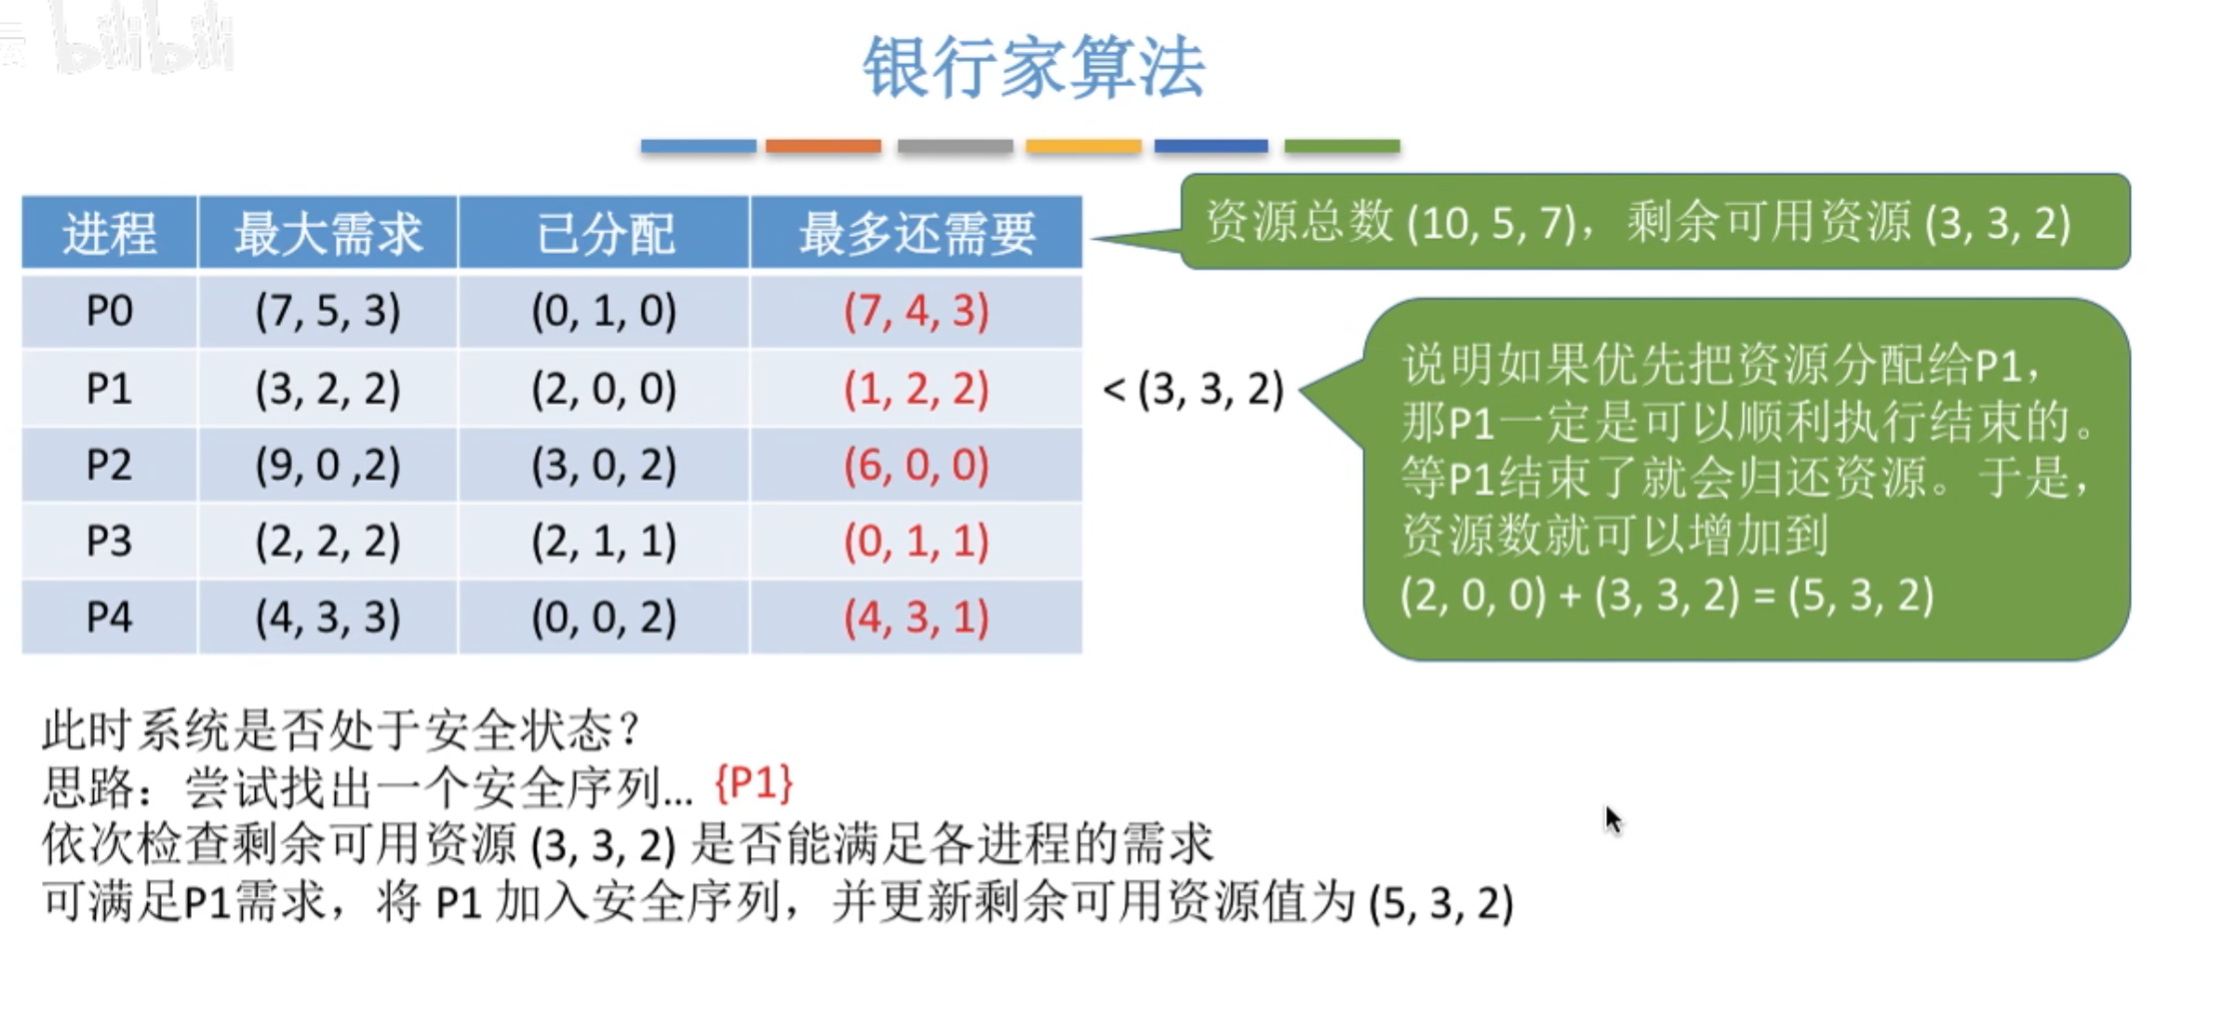 云 bilibili
银行家算法
进程 最大需求 已分配 最多还需要
P0 (7, 5, 3) (0, 1, 0) (7, 4, 3)
P1 (3, 2, 2) (2, 0, 0) (1, 2, 2)
P2 (9, 0 ,2) (3, 0, 2) (6, 0, 0)
P3 (2, 2, 2) (2, 1, 1) (0, 1, 1)
P4 (4, 3, 3) (0, 0, 2) (4, 3, 1)
资源总数 (10, 5, 7)，剩余可用资源 (3, 3, 2)
< (3, 3, 2)
说明如果优先把资源分配给P1，
那P1一定是可以顺利执行结束的。
等P1结束了就会归还资源。于是，
资源数就可以增加到
(2, 0, 0) + (3, 3, 2) = (5, 3, 2)
此时系统是否处于安全状态？
思路：尝试找出一个安全序列... {P1}
依次检查剩余可用资源 (3, 3, 2) 是否能满足各进程的需求
可满足P1需求，将 P1 加入安全序列，并更新剩余可用资源值为 (5, 3, 2)